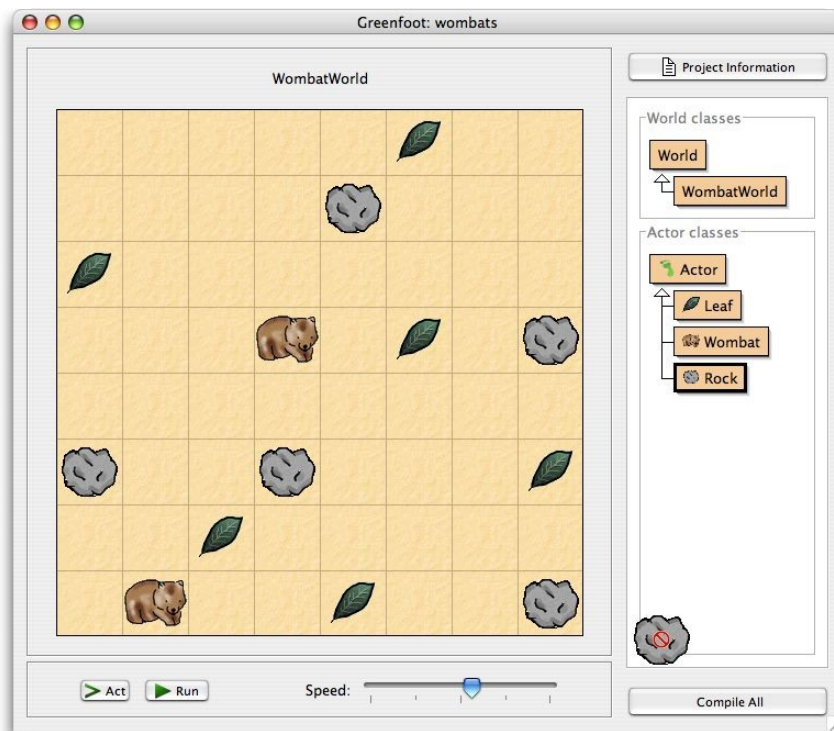 Greenfoot: wombats
WombatWorld
Project Information
World classes
World
WombatWorld
Actor classes
Actor
Leaf
Wombat
Rock
Act
Run
Speed:
Compile All